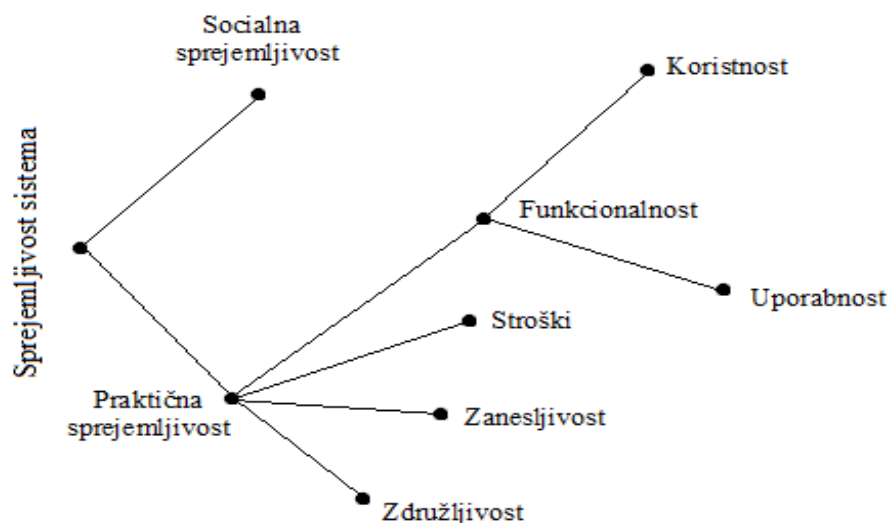 Socialna
sprejemljivost
Koristnost
Sprejemljivost sistema
Funkcionalnost
Uporabnost
Stroški
Praktična
sprejemljivost
Zanesljivost
Združljivost